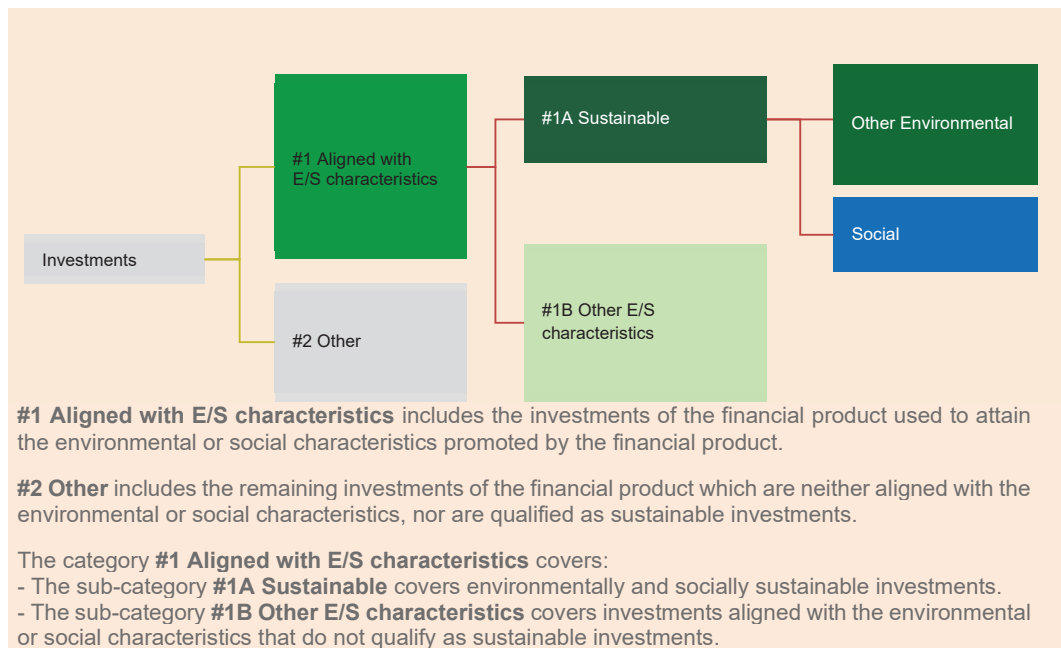 Investments
#1 Aligned with
E/S characteristics
#2 Other
#1A Sustainable
#1B Other E/S
characteristics
Other Environmental
Social
#1 Aligned with E/S characteristics includes the investments of the financial product used to attain
the environmental or social characteristics promoted by the financial product.
#2 Other includes the remaining investments of the financial product which are neither aligned with the
environmental or social characteristics, nor are qualified as sustainable investments.
The category #1 Aligned with E/S characteristics covers:
- The sub-category #1A Sustainable covers environmentally and socially sustainable investments.
- The sub-category #1B Other E/S characteristics covers investments aligned with the environmental
or social characteristics that do not qualify as sustainable investments.